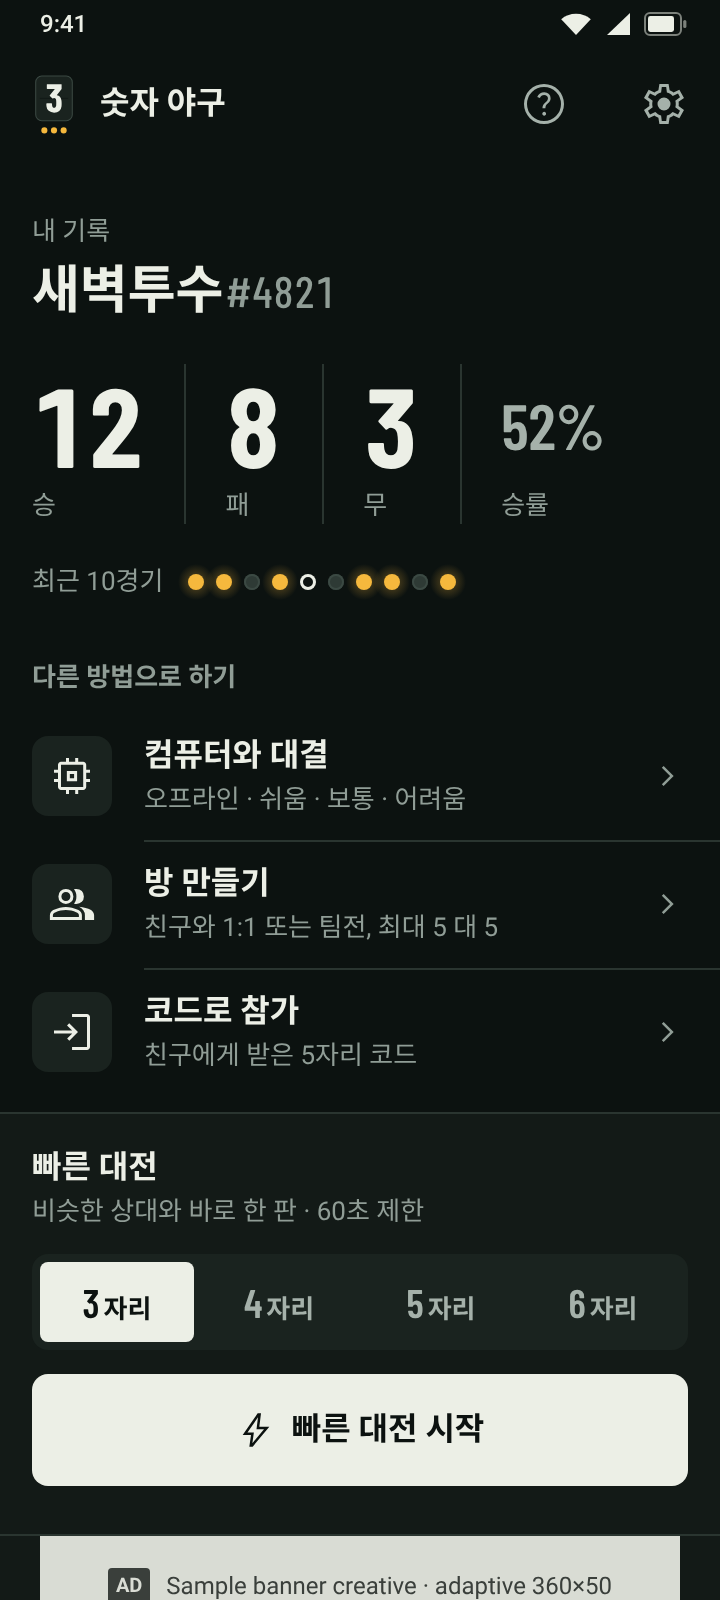 9:41
3 숫자 야구
내 기록
새벽투수#4821
12 8 3 52%
승 패 무 승률
최근 10경기
다른 방법으로 하기
컴퓨터와 대결
오프라인 · 쉬움 · 보통 · 어려움
방 만들기
친구와 1:1 또는 팀전, 최대 5 대 5
코드로 참가
친구에게 받은 5자리 코드
빠른 대전
비슷한 상대와 바로 한 판 · 60초 제한
3자리 4자리 5자리 6자리
빠른 대전 시작
AD Sample banner creative · adaptive 360×50